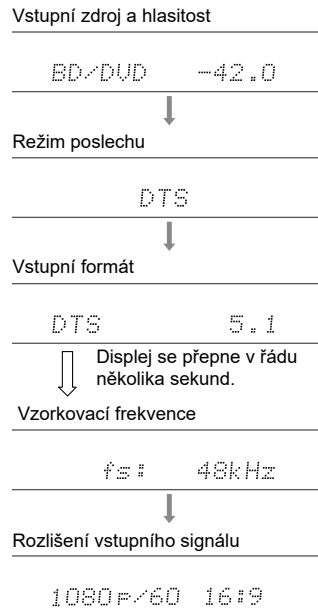 Vstupní zdroj a hlasitost
BD/DVD -42.0
Režim poslechu
DTS
Vstupní formát
DTS 5.1
Displej se přepne v řádu
několika sekund.
Vzorkovací frekvence
fs: 48kHz
Rozlišení vstupního signálu
1080p/60 16:9